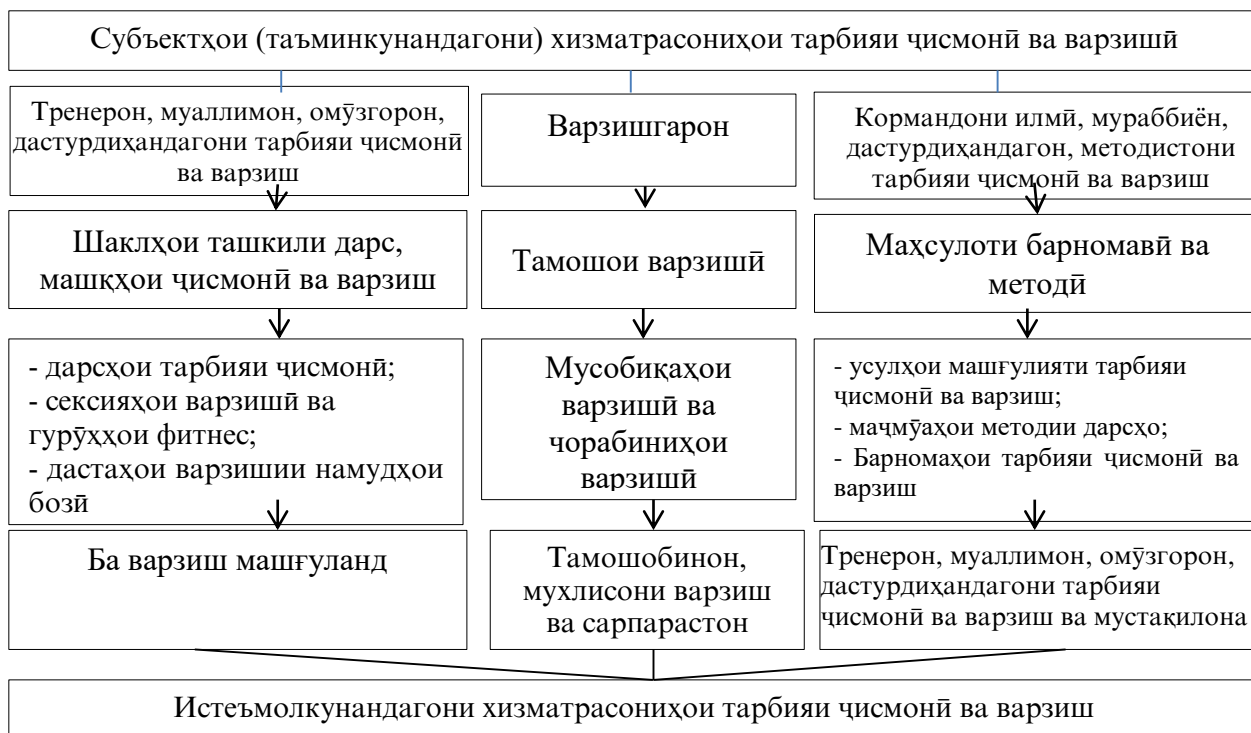 Субъектҳои (таъминкунандагони) хизматрасониҳои тарбияи ҷисмонӣ ва варзишӣ
Тренерон, муаллимон, омӯзгорон,
дастурдиҳандагони тарбияи ҷисмонӣ
ва варзиш
Варзишгарон
Кормандони илмӣ, мураббиён,
дастурдиҳандагон, методистони
тарбияи ҷисмонӣ ва варзиш
Шаклҳои ташкили дарс,
машқҳои ҷисмонӣ ва варзиш
Тамошои варзишӣ
Маҳсулоти барномавӣ ва
методӣ
- дарсҳои тарбияи ҷисмонӣ;
- сексияҳои варзишӣ ва
гурӯҳҳои фитнес;
- дастаҳои варзишии намудҳои
бозӣ
Мусобиқаҳои
варзишӣ ва
чорабиниҳои
варзишӣ
- усулҳои машғулияти тарбияи
ҷисмонӣ ва варзиш;
- маҷмӯаҳои методии дарсҳо;
- Барномаҳои тарбияи ҷисмонӣ ва
варзиш
Ба варзиш машғуланд
Тамошобинон,
мухлисони варзиш
ва сарпарастон
Тренерон, муаллимон, омӯзгорон,
дастурдиҳандагони тарбияи
ҷисмонӣ ва варзиш ва мустақилона
Истеъмолкунандагони хизматрасониҳои тарбияи ҷисмонӣ ва варзиш